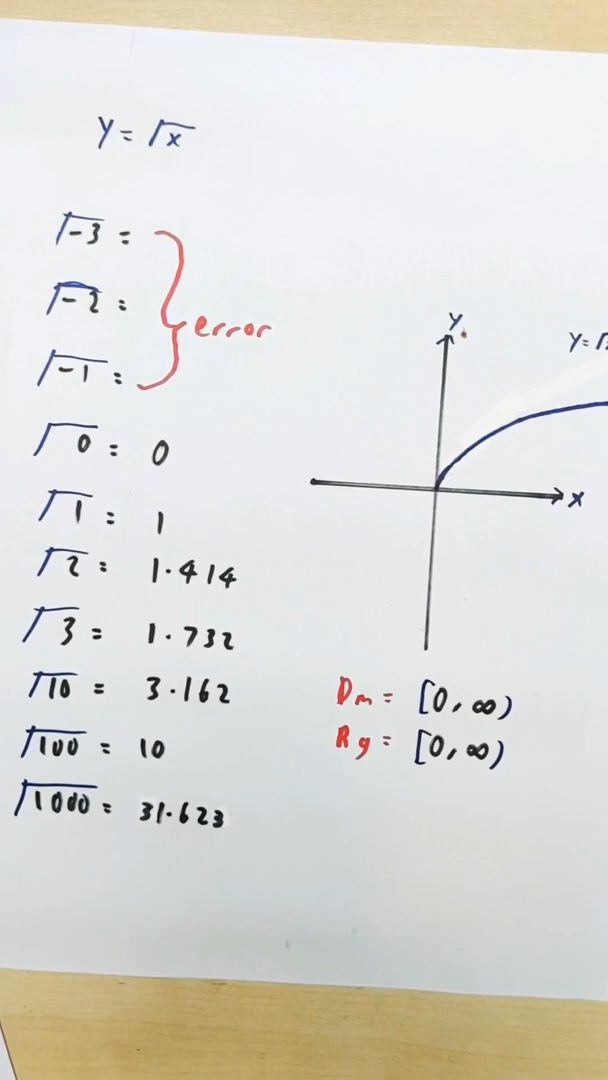 y = √x
√-3 =
√-2 =
√-1 =
error
√0 = 0
√1 = 1
√2 = 1.414
√3 = 1.732
√10 = 3.162
√100 = 10
√1000 = 31.623
y
y = √
x
Dm = [0, ∞)
Rg = [0, ∞)